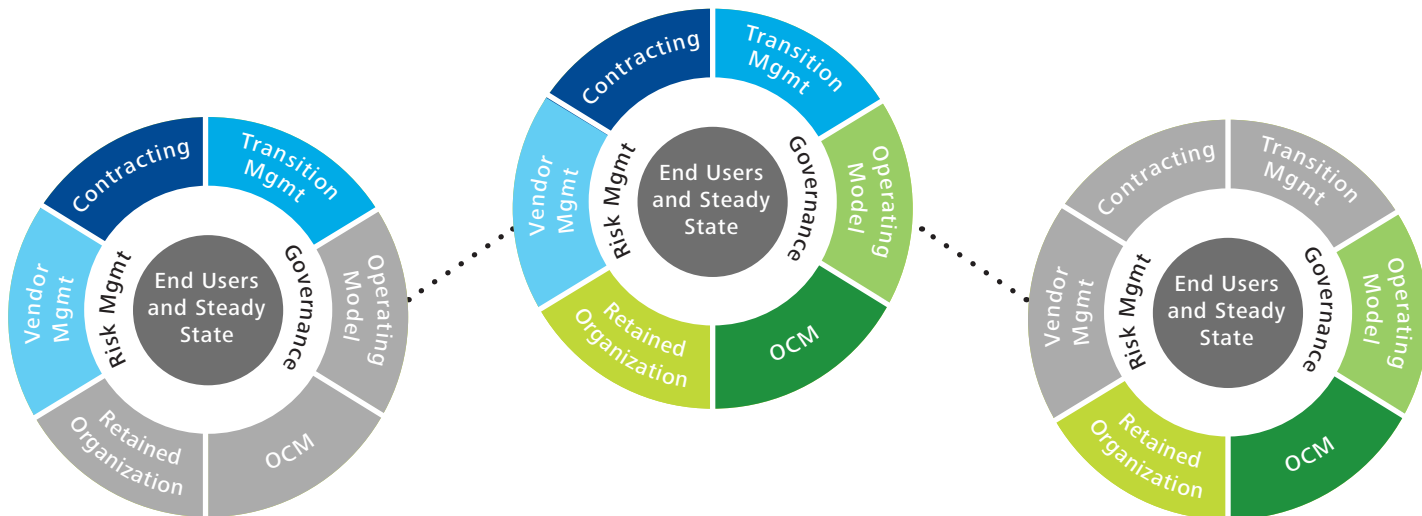 Contracting
Transition
Mgmt
Operating
Model
OCM
Retained
Organization
Vendor
Mgmt
Risk Mgmt
Governance
End Users
and Steady
State
Contracting
Transition
Mgmt
Operating
Model
OCM
Retained
Organization
Vendor
Mgmt
Risk Mgmt
Governance
End Users
and Steady
State
Contracting
Transition
Mgmt
Operating
Model
OCM
Retained
Organization
Vendor
Mgmt
Risk Mgmt
Governance
End Users
and Steady
State